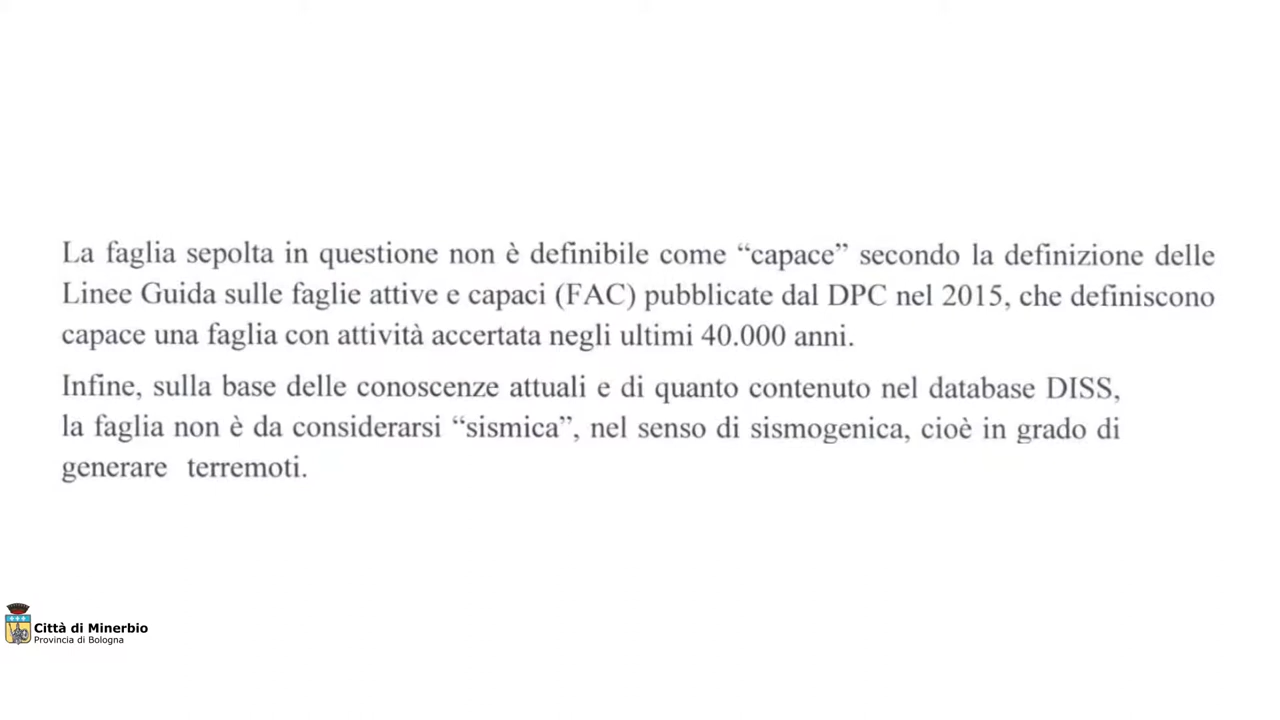 La faglia sepolta in questione non è definibile come “capace” secondo la definizione delle
Linee Guida sulle faglie attive e capaci (FAC) pubblicate dal DPC nel 2015, che definiscono
capace una faglia con attività accertata negli ultimi 40.000 anni.
Infine, sulla base delle conoscenze attuali e di quanto contenuto nel database DISS,
la faglia non è da considerarsi “sismica”, nel senso di sismogenica, cioè in grado di
generare terremoti.
Città di Minerbio
Provincia di Bologna